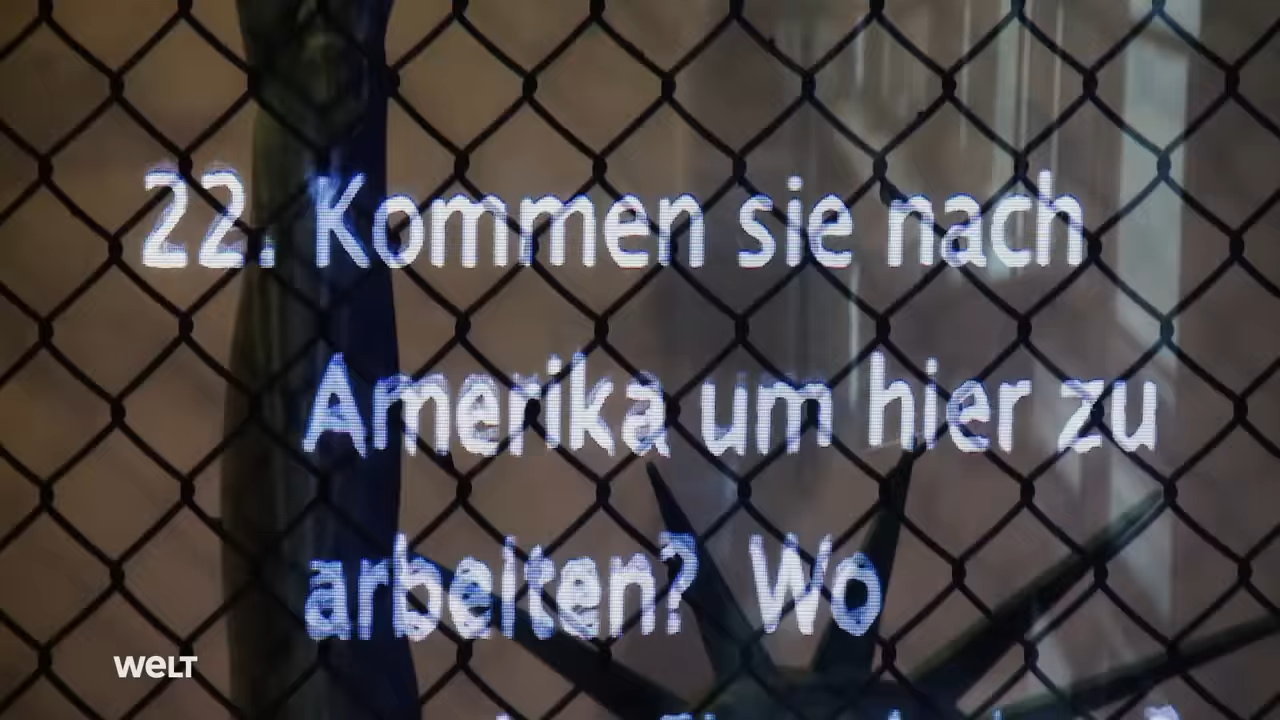 22. Kommen sie nach
Amerika um hier zu
arbeiten? Wo
WELT